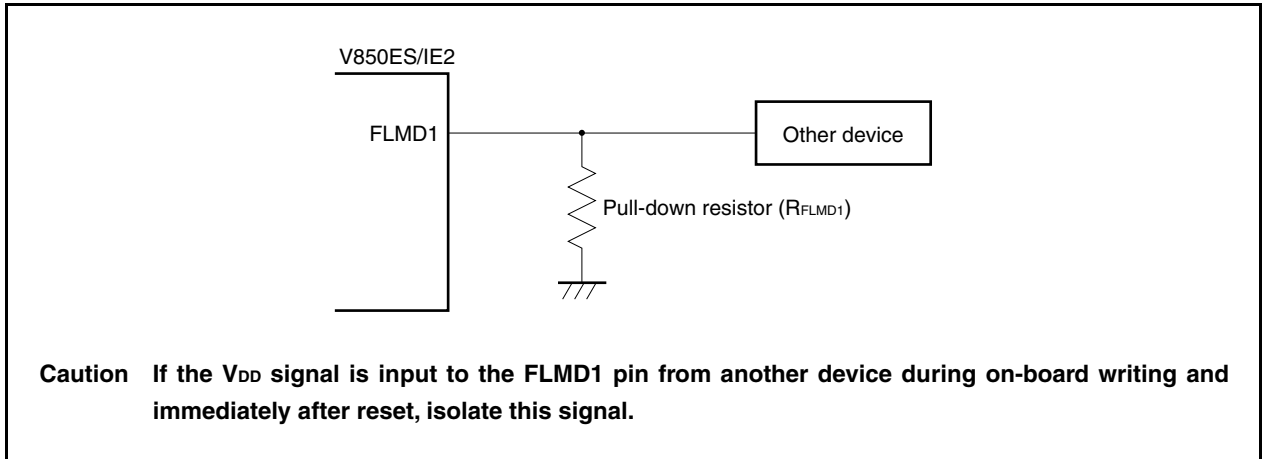 V850ES/IE2
FLMD1
Other device
Pull-down resistor (RFLMD1)
Caution If the VDD signal is input to the FLMD1 pin from another device during on-board writing and
immediately after reset, isolate this signal.